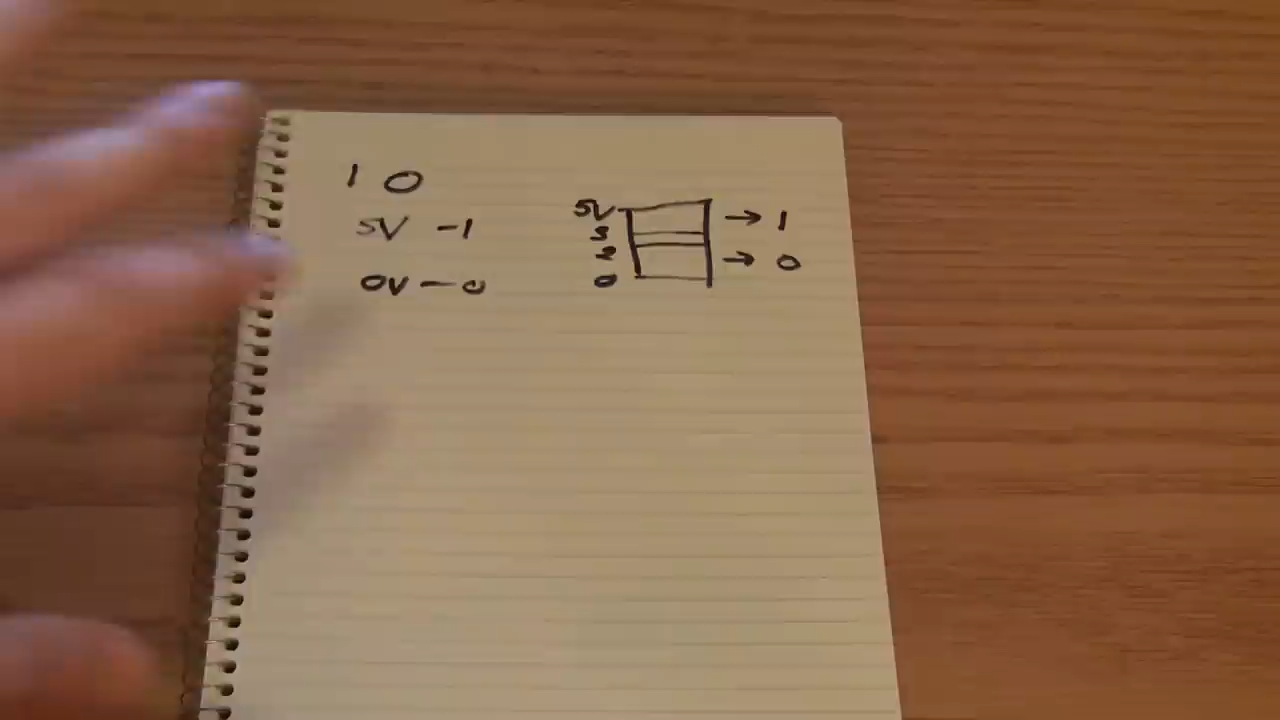 1 0
5V - 1
0V - 0
5V → 1
3
2 → 0
0